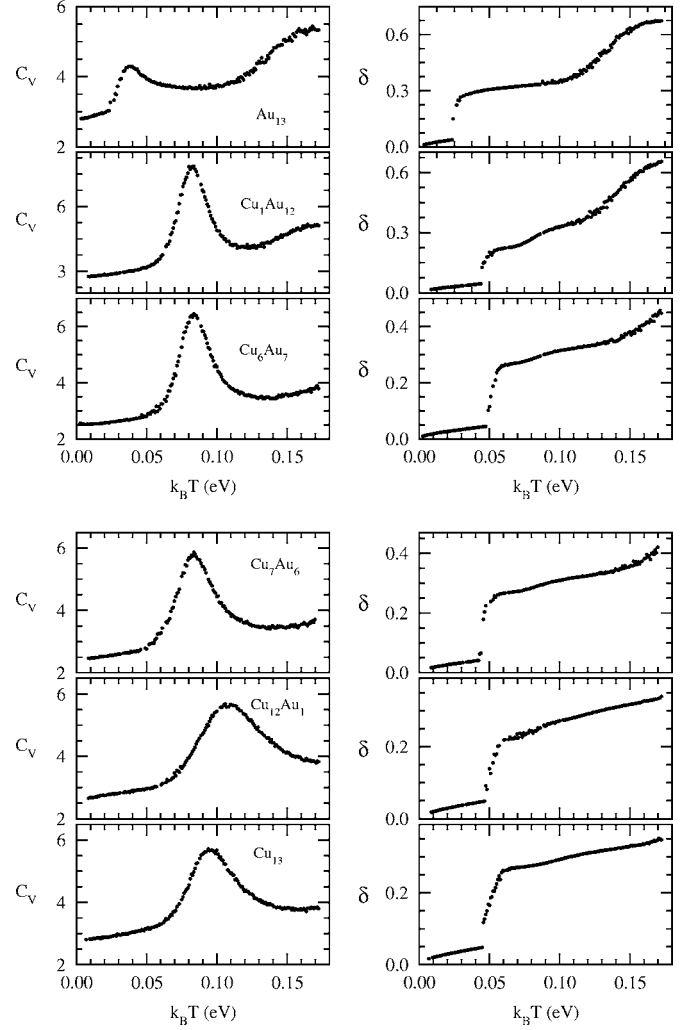 6
C_V 4
Au₁₃
2
0.6
δ 0.3
0.0
6
C_V
Cu₁Au₁₂
3
0.6
δ
0.3
0.0
6
C_V
Cu₆Au₇
4
2
0.00 0.05 0.10 0.15
k_BT (eV)
0.4
δ
0.2
0.0
0.00 0.05 0.10 0.15
k_BT (eV)
6
C_V
Cu₇Au₆
4
2
0.4
δ
0.2
0.0
6
C_V
Cu₁₂Au₁
4
2
δ
0.2
0.0
6
C_V
Cu₁₃
4
2
0.00 0.05 0.10 0.15
k_BT (eV)
δ
0.2
0.0
0.00 0.05 0.10 0.15
k_BT (eV)